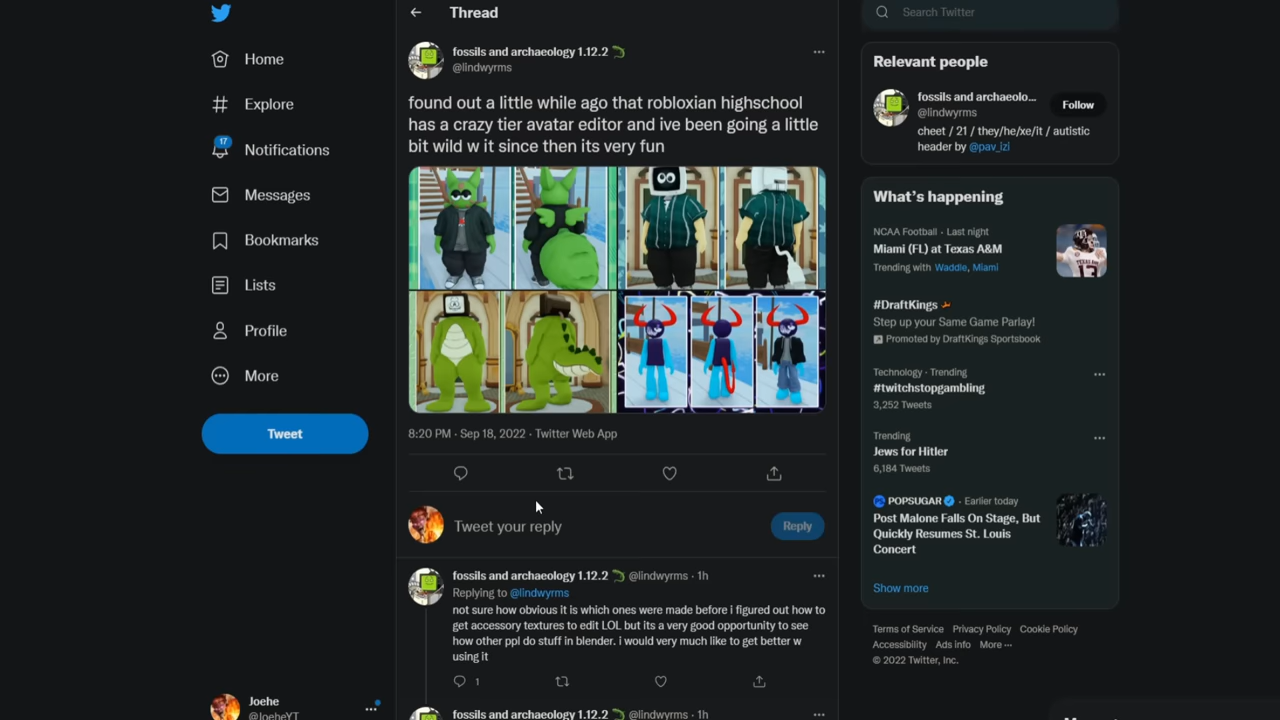 Home
Explore
17
Notifications
Messages
Bookmarks
Lists
Profile
More
Tweet
Joehe
@JoeheYT
Thread
fossils and archaeology 1.12.2
@lindwyrms
found out a little while ago that robloxian highschool
has a crazy tier avatar editor and ive been going a little
bit wild w it since then its very fun
8:20 PM · Sep 18, 2022 · Twitter Web App
Tweet your reply
Reply
fossils and archaeology 1.12.2 @lindwyrms · 1h
Replying to @lindwyrms
not sure how obvious it is which ones were made before i figured out how to
get accessory textures to edit LOL but its a very good opportunity to see
how other ppl do stuff in blender. i would very much like to get better w
using it
1
fossils and archaeology 1.12.2 @lindwyrms · 1h
Search Twitter
Relevant people
fossils and archaeolo...
@lindwyrms
Follow
cheet / 21 / they/he/xe/it / autistic
header by @pav_izi
What's happening
NCAA Football · Last night
Miami (FL) at Texas A&M
Trending with Waddle, Miami
#DraftKings
Step up your Same Game Parlay!
Promoted by DraftKings Sportsbook
Technology · Trending
#twitchstopgambling
3,252 Tweets
Trending
Jews for Hitler
6,184 Tweets
POPSUGAR · Earlier today
Post Malone Falls On Stage, But
Quickly Resumes St. Louis
Concert
Show more
Terms of Service Privacy Policy Cookie Policy
Accessibility Ads info More ···
© 2022 Twitter, Inc.